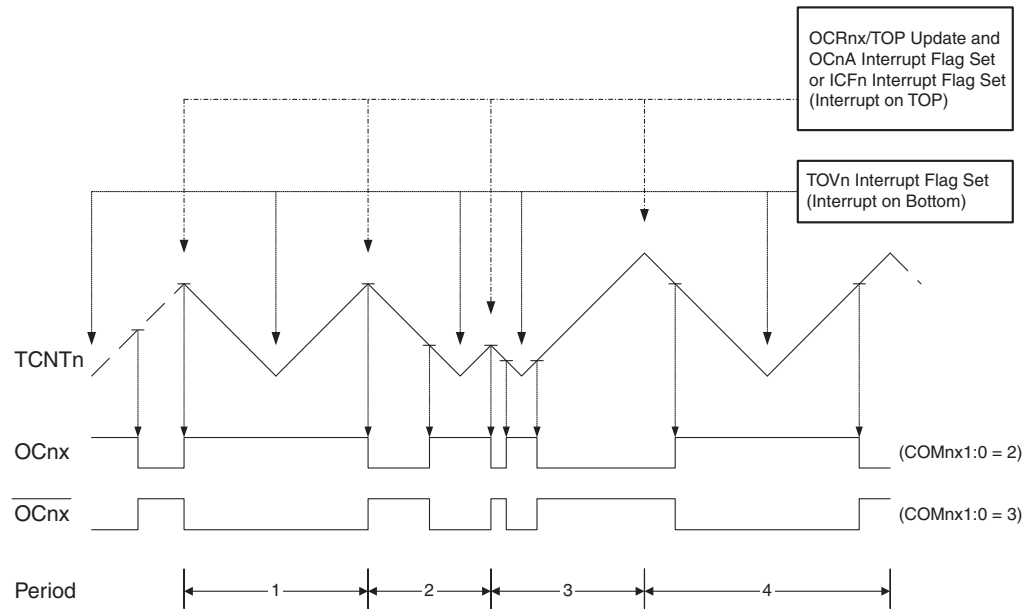 OCRnx/TOP Update and
OCnA Interrupt Flag Set
or ICFn Interrupt Flag Set
(Interrupt on TOP)
TOVn Interrupt Flag Set
(Interrupt on Bottom)
TCNTn
OCnx
(COMnx1:0 = 2)
OCnx
(COMnx1:0 = 3)
Period
1
2
3
4